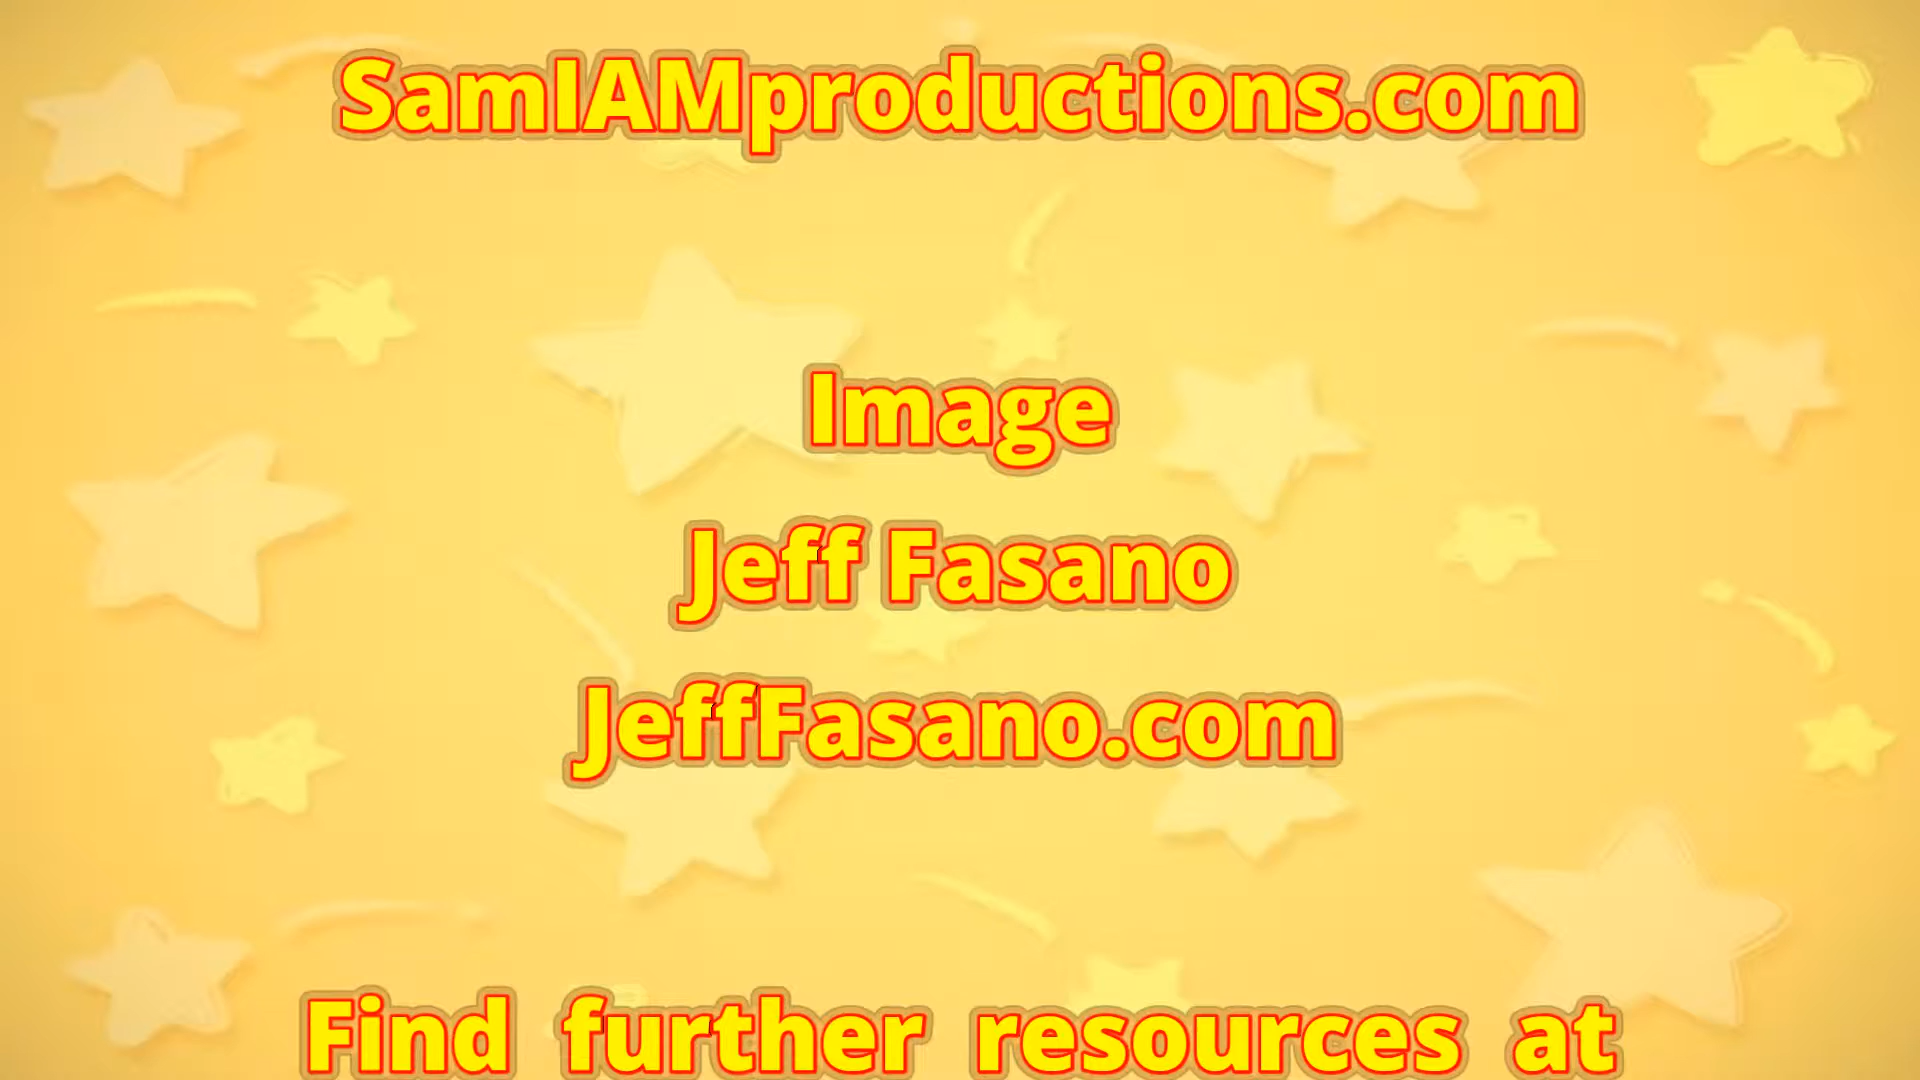 SamIAMproductions.com
Image
Jeff Fasano
JeffFasano.com
Find further resources at